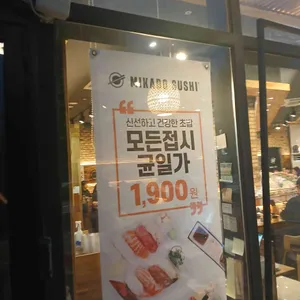 MIKADO SUSHI
“
신선하고 건강한 초밥
모든접시
균일가
1,900원
”